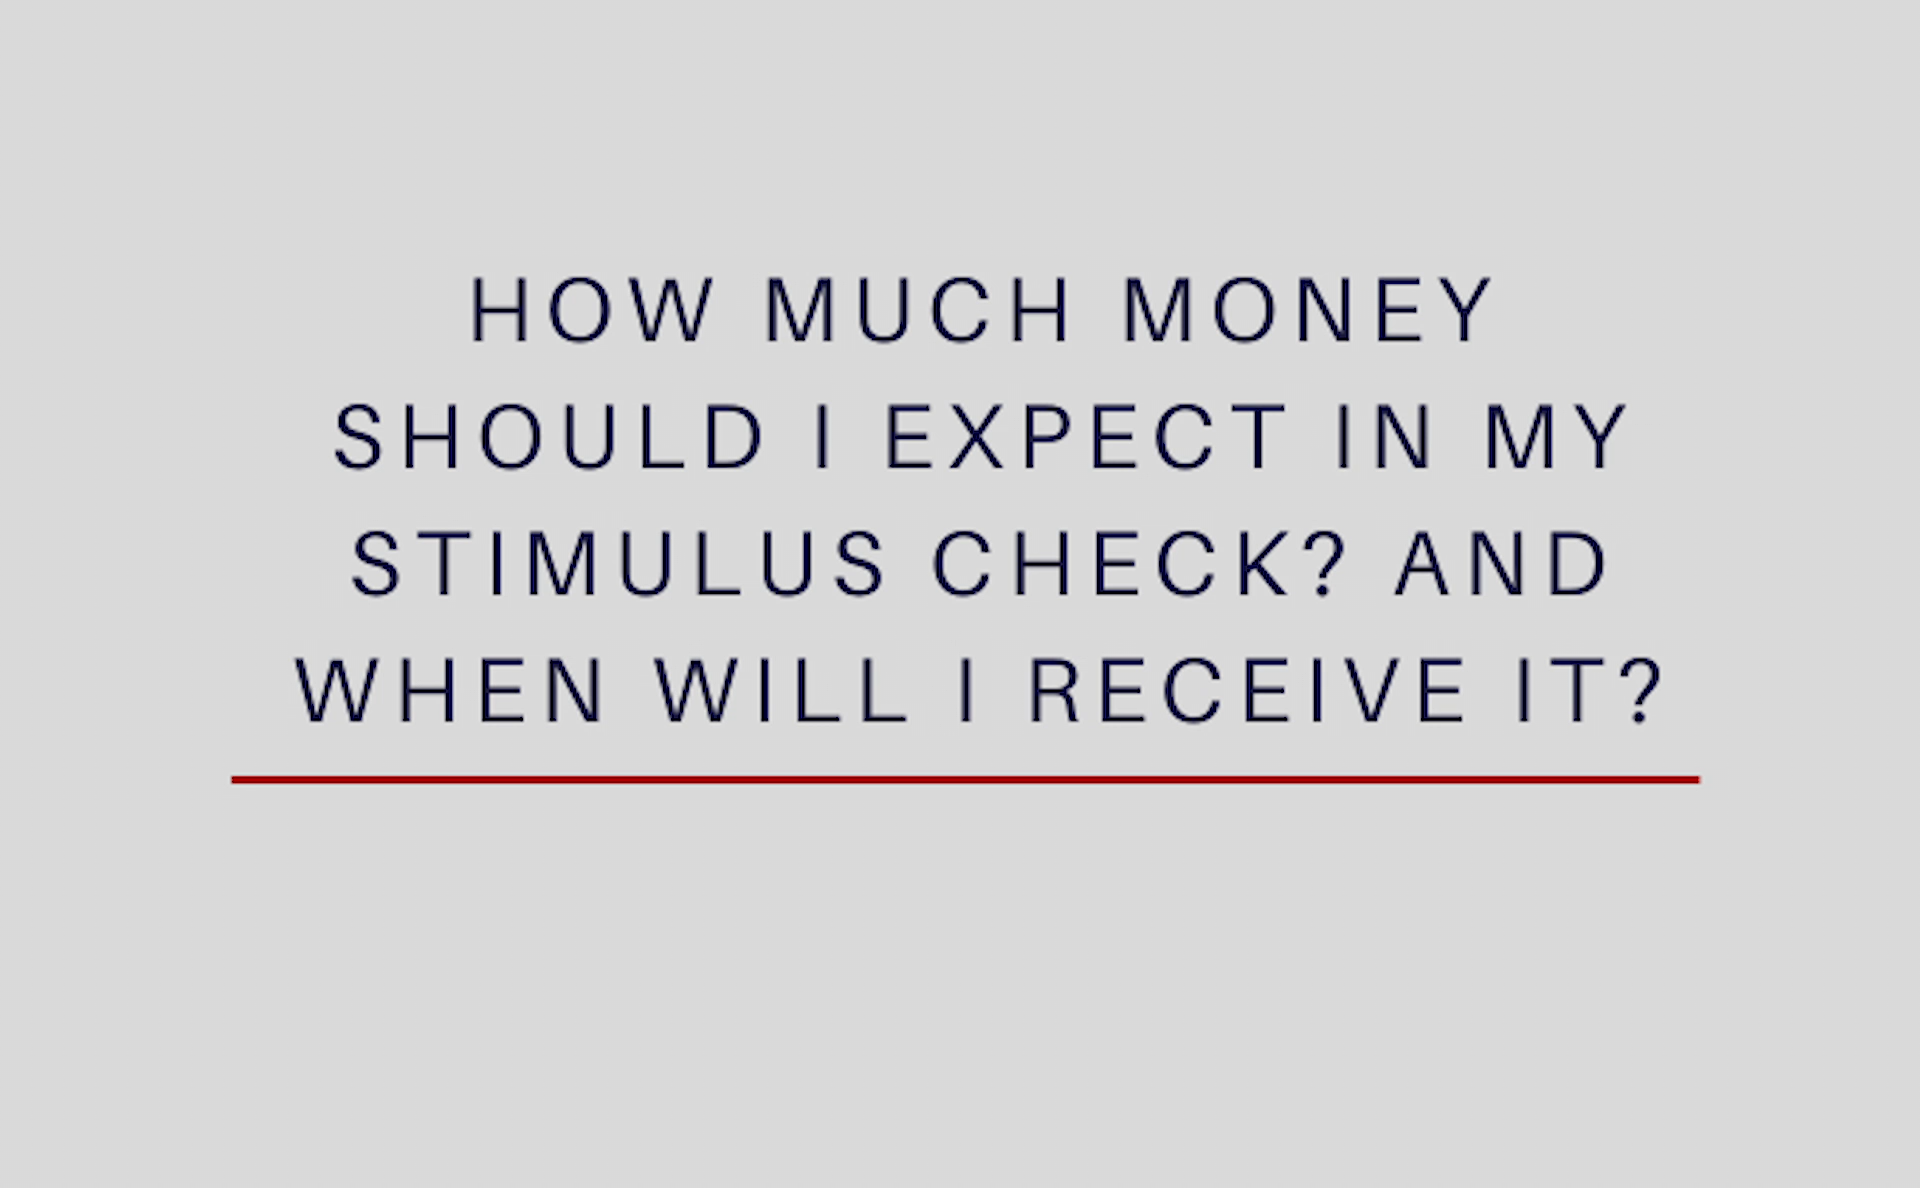 HOW MUCH MONEY
SHOULD I EXPECT IN MY
STIMULUS CHECK? AND
WHEN WILL I RECEIVE IT?